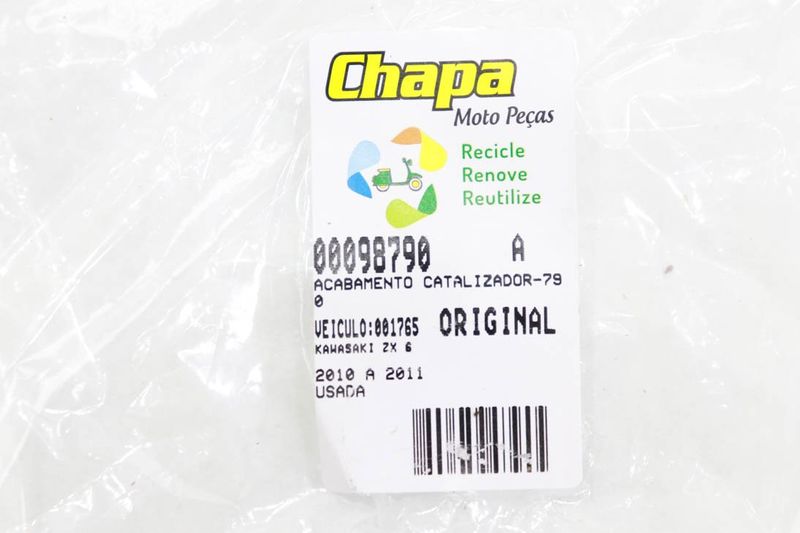 Chapa
Moto Peças
Recicle
Renove
Reutilize
00098790 A
ACABAMENTO CATALIZADOR-79
0
VEICULO:001765 ORIGINAL
KAWASAKI ZX 6
2010 A 2011
USADA